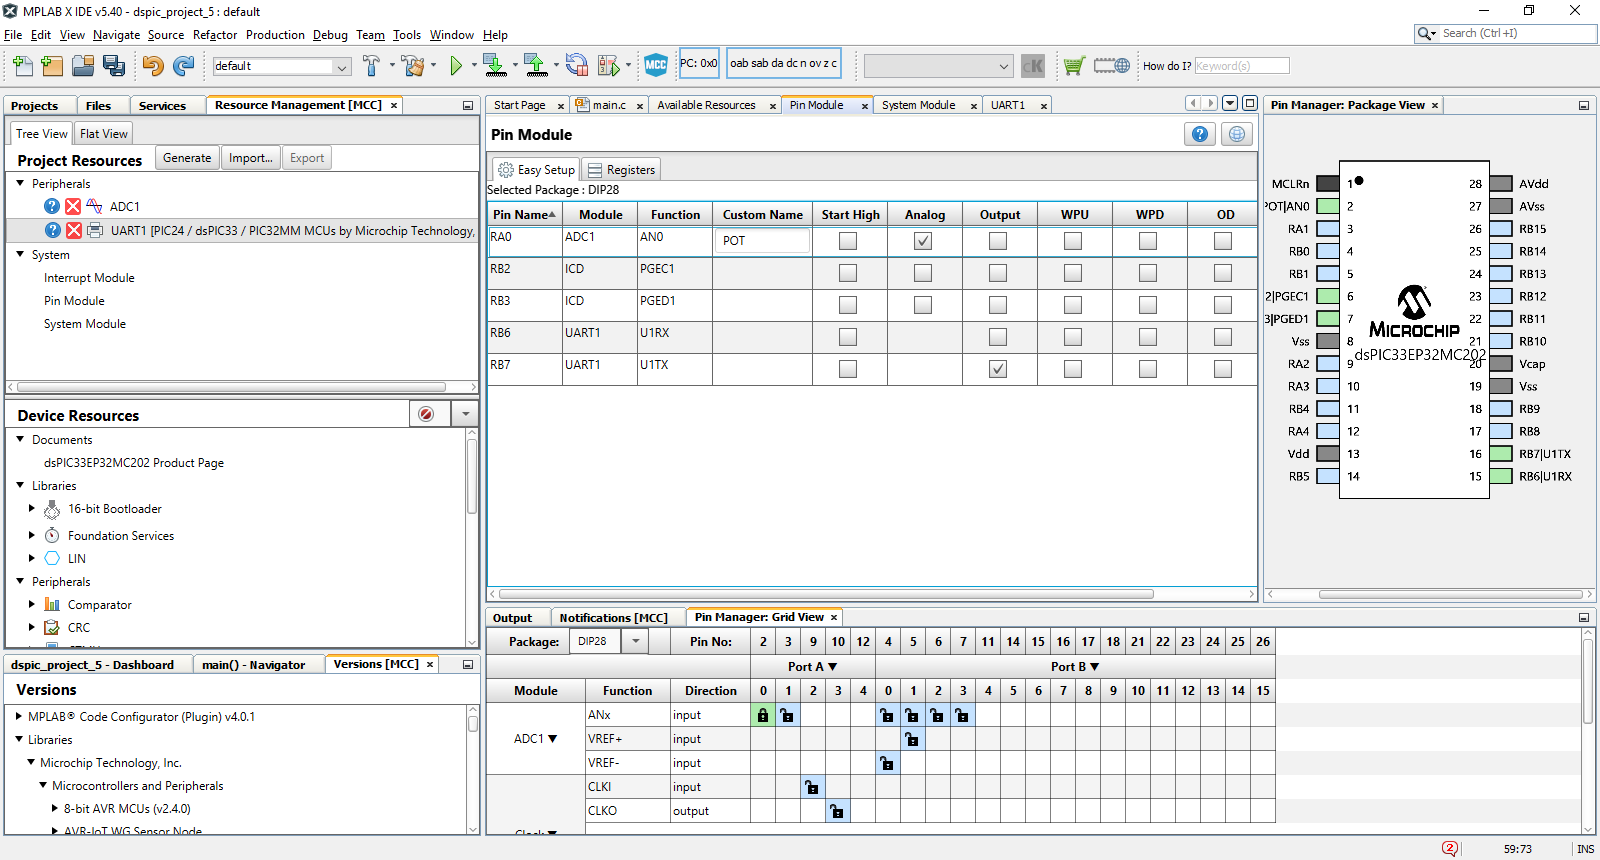 MPLAB X IDE v5.40 - dspic_project_5 : default
File Edit View Navigate Source Refactor Production Debug Team Tools Window Help
Search (Ctrl+I)
default
MCC
PC: 0x0
oab sab da dc n ov z c
cK
How do I?
Keyword(s)
Projects
Files
Services
Resource Management [MCC] ×
Tree View
Flat View
Project Resources
Generate
Import...
Export
Peripherals
ADC1
UART1 [PIC24 / dsPIC33 / PIC32MM MCUs by Microchip Technology,
System
Interrupt Module
Pin Module
System Module
Device Resources
Documents
dsPIC33EP32MC202 Product Page
Libraries
16-bit Bootloader
Foundation Services
LIN
Peripherals
Comparator
CRC
dspic_project_5 - Dashboard
main() - Navigator
Versions [MCC] ×
Versions
MPLAB® Code Configurator (Plugin) v4.0.1
Libraries
Microchip Technology, Inc.
Microcontrollers and Peripherals
8-bit AVR MCUs (v2.4.0)
AVR-IoT WG Sensor Node
Start Page ×
main.c ×
Available Resources ×
Pin Module ×
System Module ×
UART1 ×
Pin Module
Easy Setup
Registers
Selected Package : DIP28
Pin Name Module Function Custom Name Start High Analog Output WPU WPD OD
RA0 ADC1 AN0 POT
RB2 ICD PGEC1
RB3 ICD PGED1
RB6 UART1 U1RX
RB7 UART1 U1TX
Pin Manager: Package View ×
MCLRn 1 28 AVdd
POT|AN0 2 27 AVss
RA1 3 26 RB15
RB0 4 25 RB14
RB1 5 24 RB13
2|PGEC1 6 23 RB12
3|PGED1 7 22 RB11
Vss 8 21 RB10
RA2 9 20 Vcap
RA3 10 19 Vss
RB4 11 18 RB9
RA4 12 17 RB8
Vdd 13 16 RB7|U1TX
RB5 14 15 RB6|U1RX
MICROCHIP
dsPIC33EP32MC202
Output
Notifications [MCC]
Pin Manager: Grid View ×
Package: DIP28 Pin No: 2 3 9 10 12 4 5 6 7 11 14 15 16 17 18 21 22 23 24 25 26
Port A ▼ Port B ▼
Module Function Direction 0 1 2 3 4 0 1 2 3 4 5 6 7 8 9 10 11 12 13 14 15
ADC1 ▼
ANx input
VREF+ input
VREF- input
CLKI input
CLKO output
2
59:73
INS